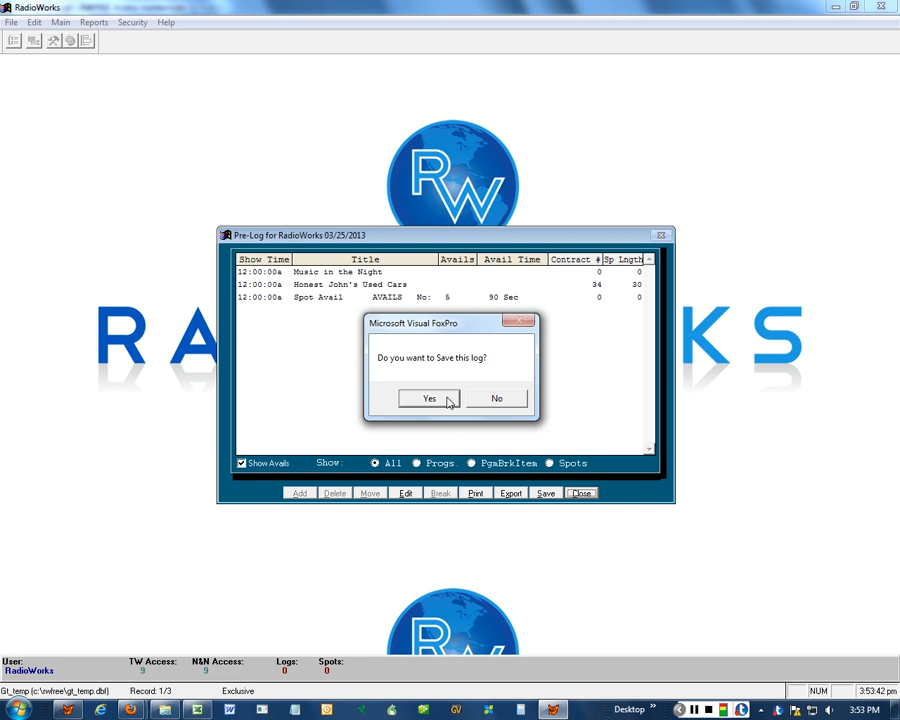 RadioWorks
File Edit Main Reports Security Help
RW
Pre-Log for RadioWorks 03/25/2013
Show Time Title Avails Avail Time Contract # Sp Lngth
12:00:00a Music in the Night 0 0
12:00:00a Honest John's Used Cars 34 30
12:00:00a Spot Avail AVAILS No: 5 90 Sec 0 0
Microsoft Visual FoxPro
Do you want to Save this log?
Yes No
RA KS
Show Avails Show: All Progs. PgmBrkItem Spots
Add Delete Move Edit Break Print Export Save Close
RW
User: TW Access: N&N Access: Logs: Spots:
RadioWorks 9 9 0 0
Gt_temp (c:\rwfree\gt_temp.dbf) Record: 1/3 Exclusive NUM 3:53:42 pm
Desktop » 3:53 PM